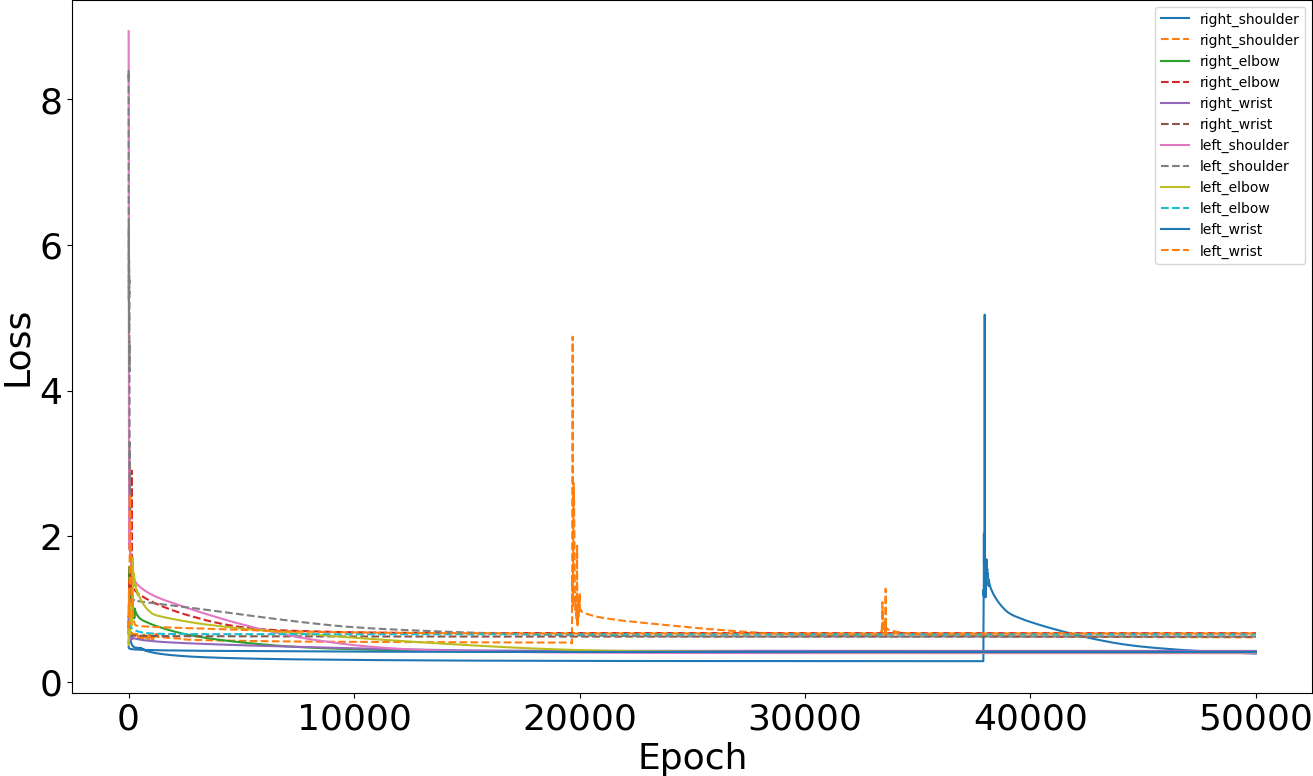 right_shoulder
right_shoulder
right_elbow
right_elbow
right_wrist
right_wrist
left_shoulder
left_shoulder
left_elbow
left_elbow
left_wrist
left_wrist
8
6
4
2
0
Loss
0 10000 20000 30000 40000 50000
Epoch